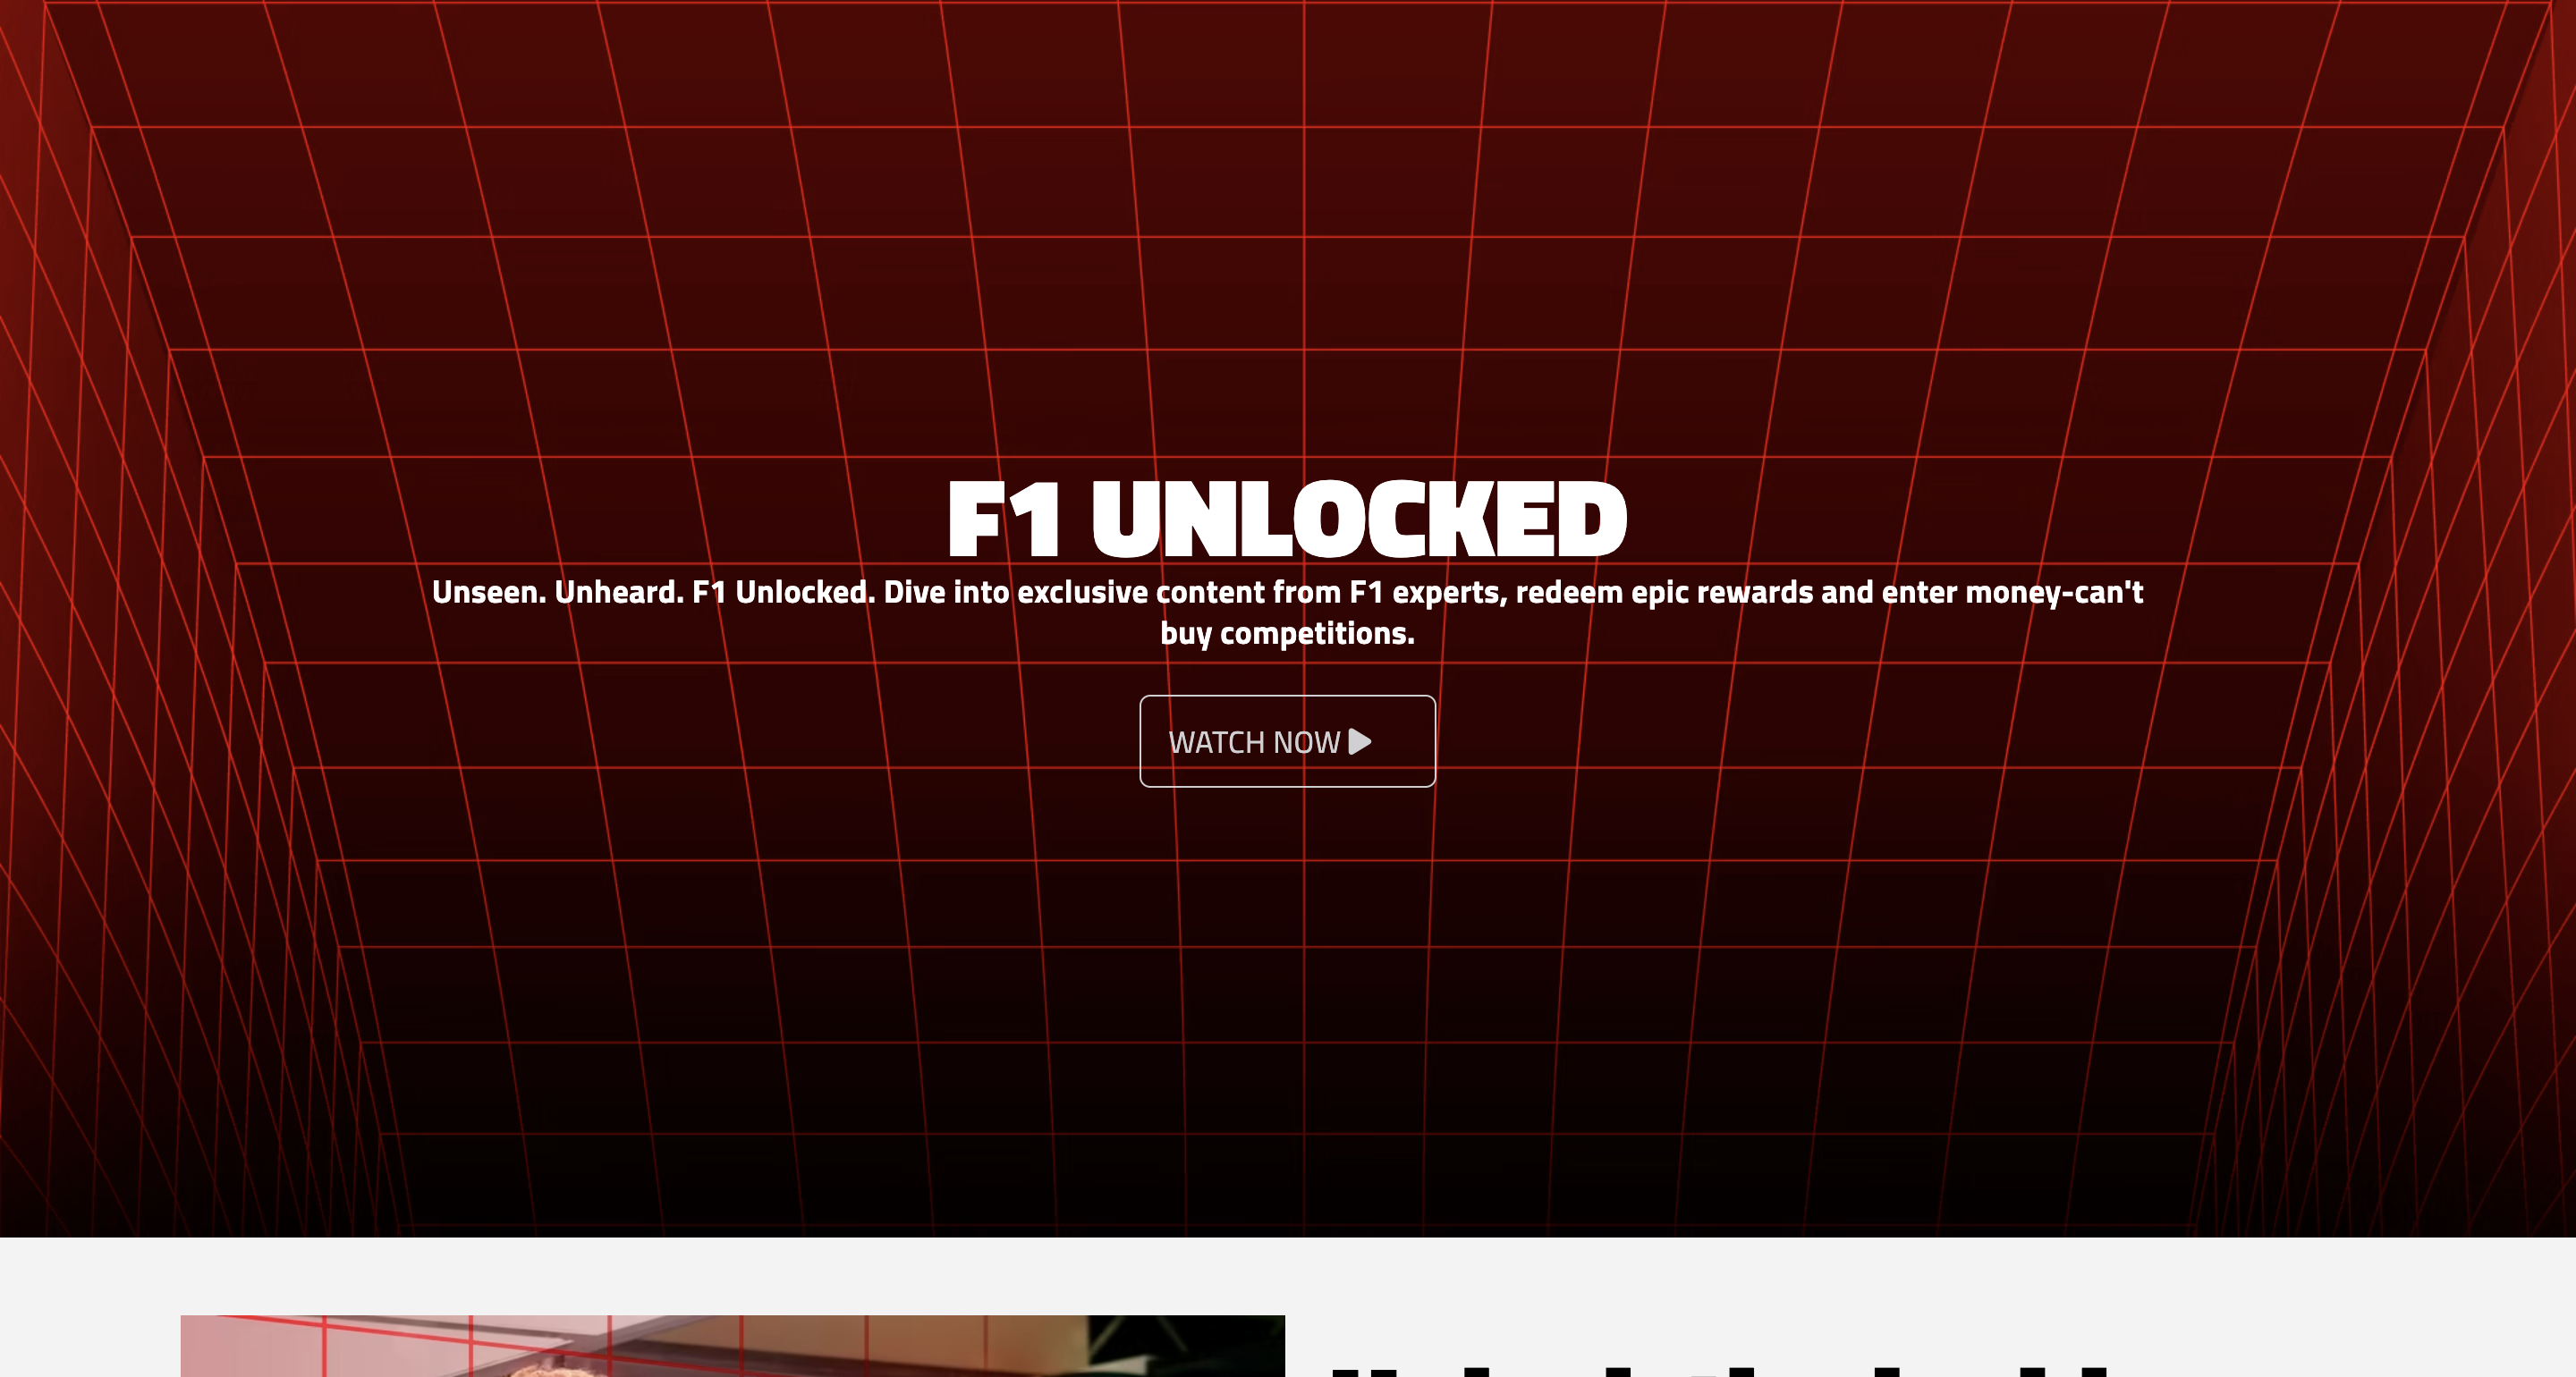 F1 UNLOCKED
Unseen. Unheard. F1 Unlocked. Dive into exclusive content from F1 experts, redeem epic rewards and enter money-can't
buy competitions.
WATCH NOW